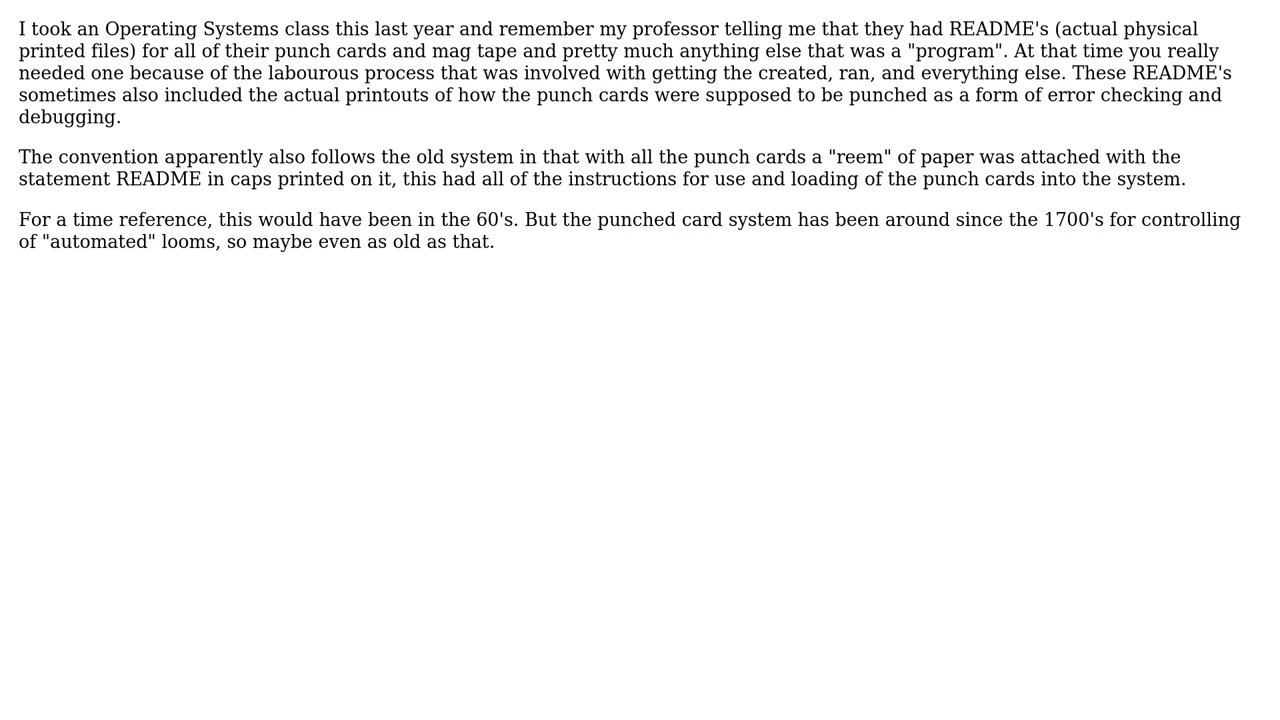 I took an Operating Systems class this last year and remember my professor telling me that they had README's (actual physical
printed files) for all of their punch cards and mag tape and pretty much anything else that was a "program". At that time you really
needed one because of the labourous process that was involved with getting the created, ran, and everything else. These README's
sometimes also included the actual printouts of how the punch cards were supposed to be punched as a form of error checking and
debugging.
The convention apparently also follows the old system in that with all the punch cards a "reem" of paper was attached with the
statement README in caps printed on it, this had all of the instructions for use and loading of the punch cards into the system.
For a time reference, this would have been in the 60's. But the punched card system has been around since the 1700's for controlling
of "automated" looms, so maybe even as old as that.